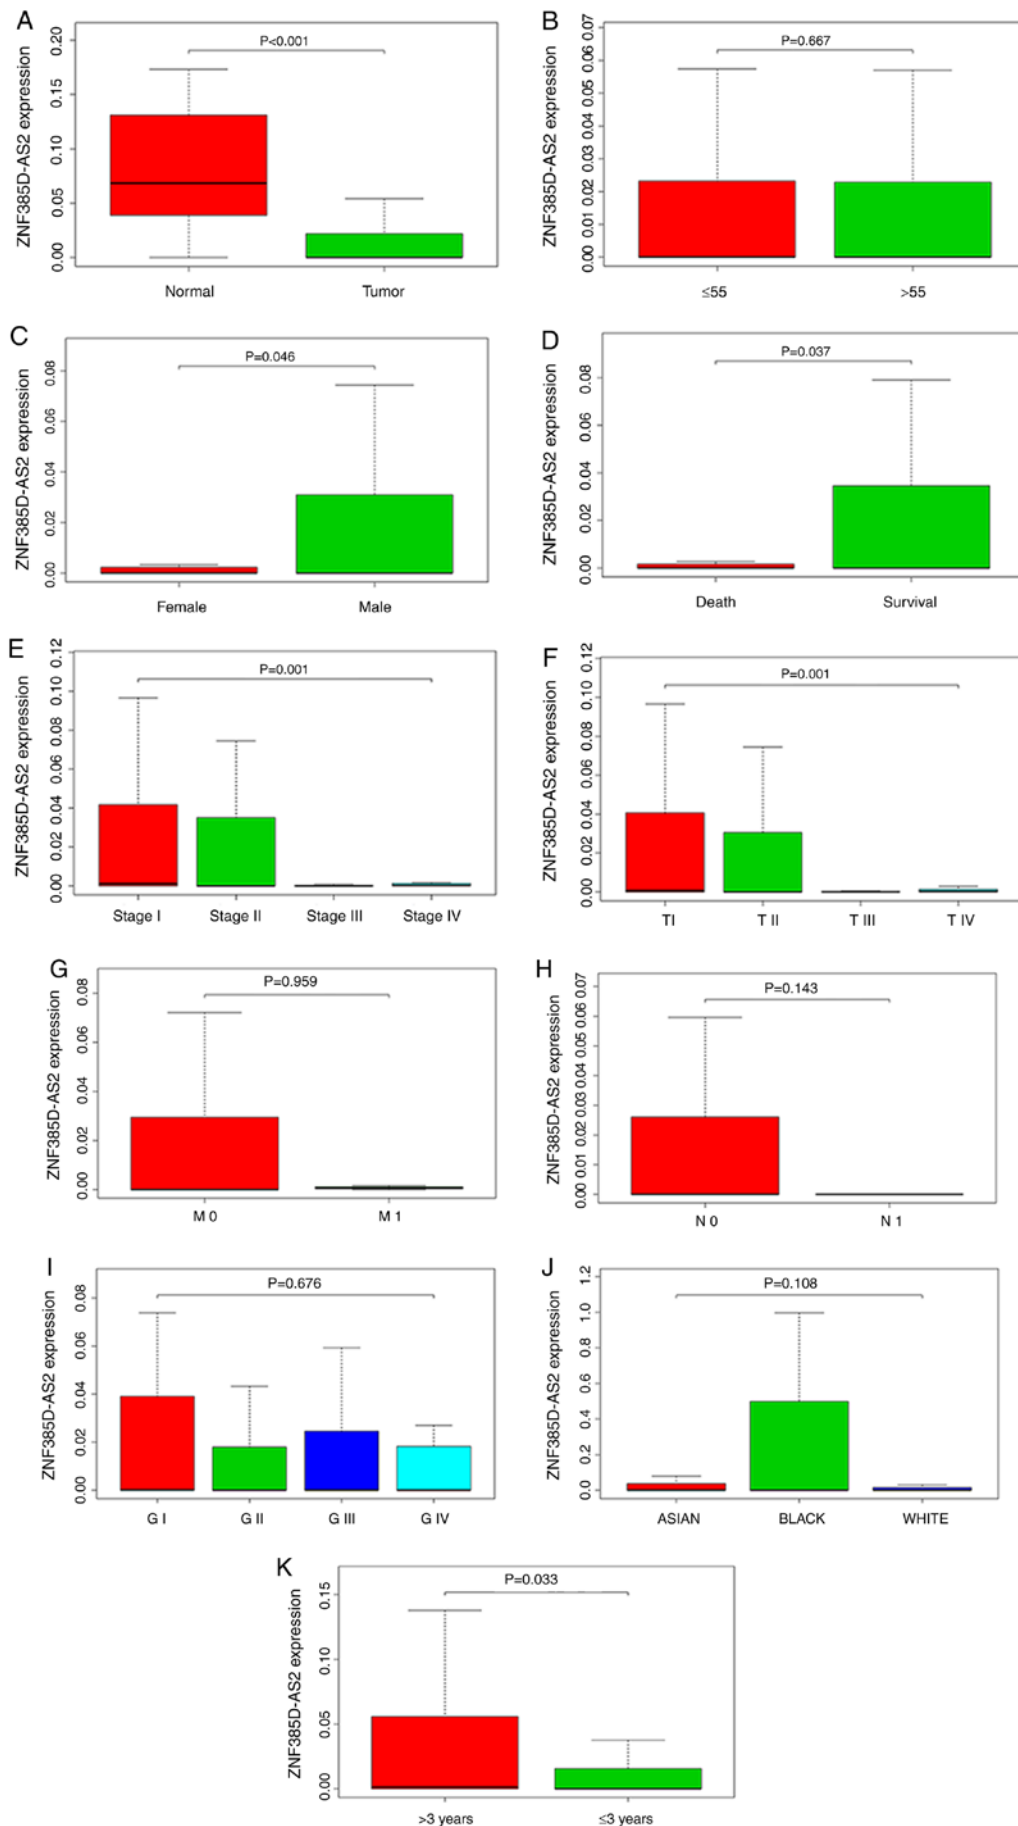 A
ZNF385D-AS2 expression
0.00 0.05 0.10 0.15 0.20
P<0.001
Normal Tumor
B
ZNF385D-AS2 expression
0.00 0.01 0.02 0.03 0.04 0.05 0.06 0.07
P=0.667
≤55 >55
C
ZNF385D-AS2 expression
0.00 0.02 0.04 0.06 0.08
P=0.046
Female Male
D
ZNF385D-AS2 expression
0.00 0.02 0.04 0.06 0.08
P=0.037
Death Survival
E
ZNF385D-AS2 expression
0.00 0.02 0.04 0.06 0.08 0.10 0.12
P=0.001
Stage I Stage II Stage III Stage IV
F
ZNF385D-AS2 expression
0.00 0.02 0.04 0.06 0.08 0.10 0.12
P=0.001
TI T II T III T IV
G
ZNF385D-AS2 expression
0.00 0.02 0.04 0.06 0.08
P=0.959
M 0 M 1
H
ZNF385D-AS2 expression
0.00 0.01 0.02 0.03 0.04 0.05 0.06 0.07
P=0.143
N 0 N 1
I
ZNF385D-AS2 expression
0.00 0.02 0.04 0.06 0.08
P=0.676
G I G II G III G IV
J
ZNF385D-AS2 expression
0.0 0.2 0.4 0.6 0.8 1.0 1.2
P=0.108
ASIAN BLACK WHITE
K
ZNF385D-AS2 expression
0.00 0.05 0.10 0.15
P=0.033
>3 years ≤3 years